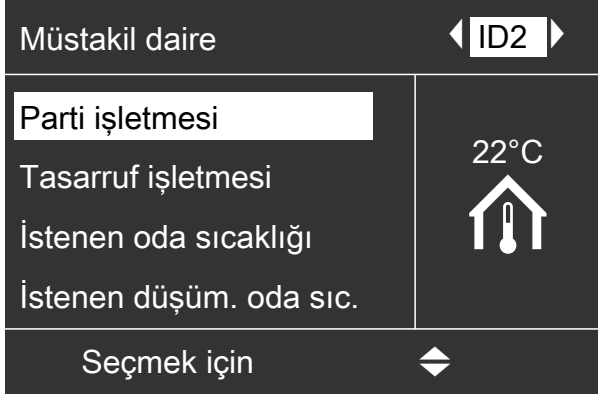 Müstakil daire ID2
Parti işletmesi
Tasarruf işletmesi
İstenen oda sıcaklığı
İstenen düşüm. oda sıc.
22°C
Seçmek için